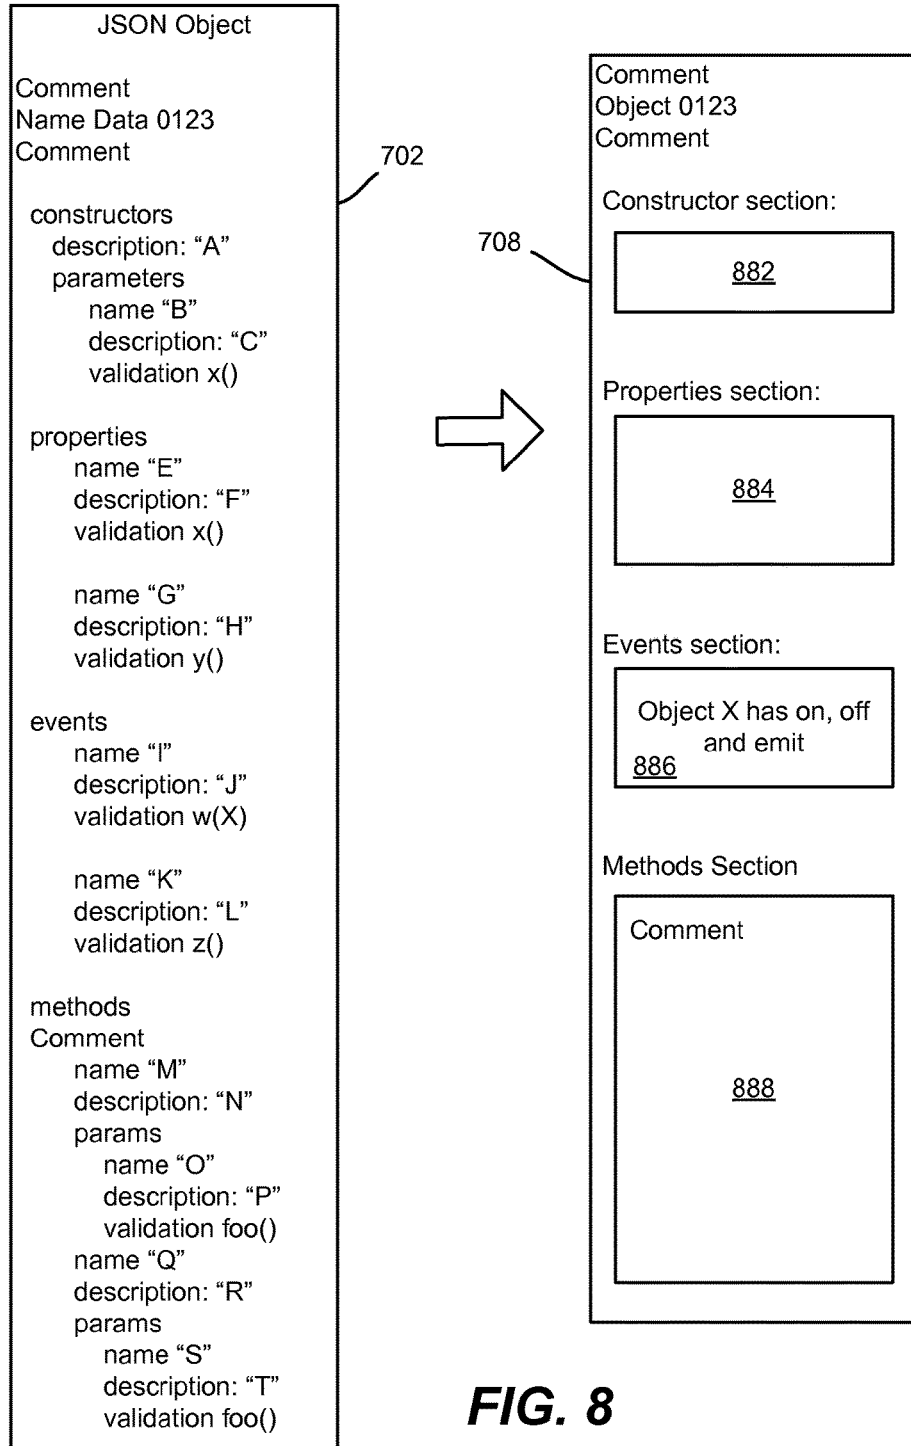 JSON Object
Comment
Name Data 0123
Comment
702
constructors
description: “A”
parameters
name “B”
description: “C”
validation x()
properties
name “E”
description: “F”
validation x()
name “G”
description: “H”
validation y()
events
name “I”
description: “J”
validation w(X)
name “K”
description: “L”
validation z()
methods
Comment
name “M”
description: “N”
params
name “O”
description: “P”
validation foo()
name “Q”
description: “R”
params
name “S”
description: “T”
validation foo()
708
Comment
Object 0123
Comment
Constructor section:
882
Properties section:
884
Events section:
Object X has on, off
and emit
886
Methods Section
Comment
888
FIG. 8